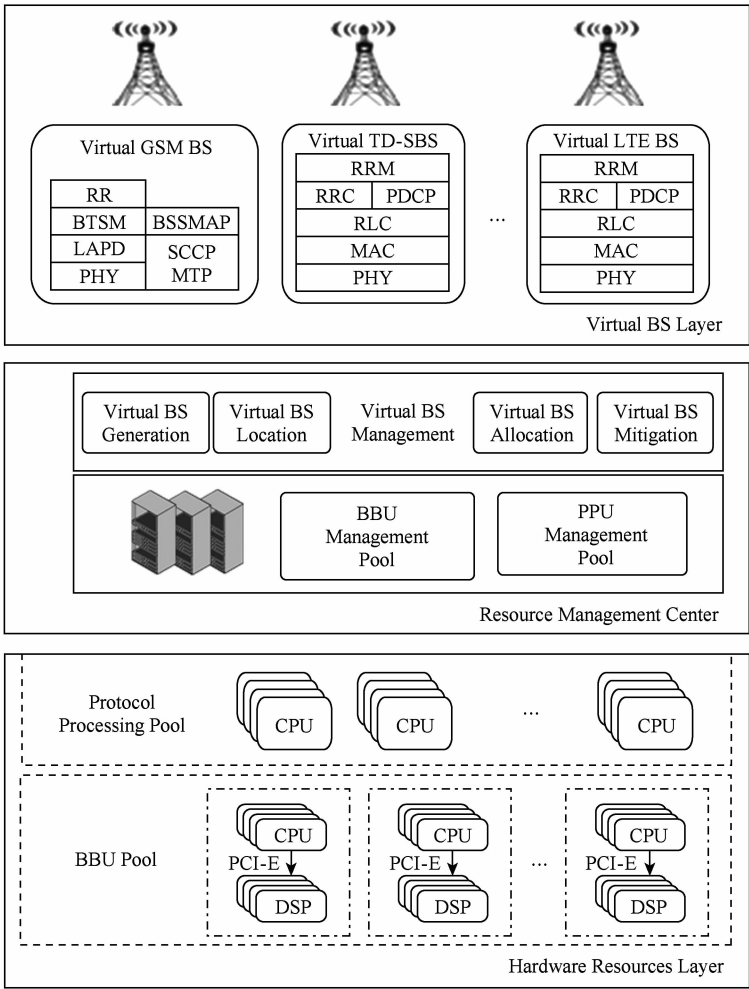 Virtual GSM BS
RR
BTSM BSSMAP
LAPD SCCP
PHY MTP
Virtual TD-SBS
RRM
RRC PDCP
RLC
MAC
PHY
...
Virtual LTE BS
RRM
RRC PDCP
RLC
MAC
PHY
Virtual BS Layer
Virtual BS
Generation
Virtual BS
Location
Virtual BS
Management
Virtual BS
Allocation
Virtual BS
Mitigation
BBU
Management
Pool
PPU
Management
Pool
Resource Management Center
Protocol
Processing Pool
CPU
CPU
...
CPU
BBU Pool
CPU
PCI-E
DSP
CPU
PCI-E
DSP
...
CPU
PCI-E
DSP
Hardware Resources Layer